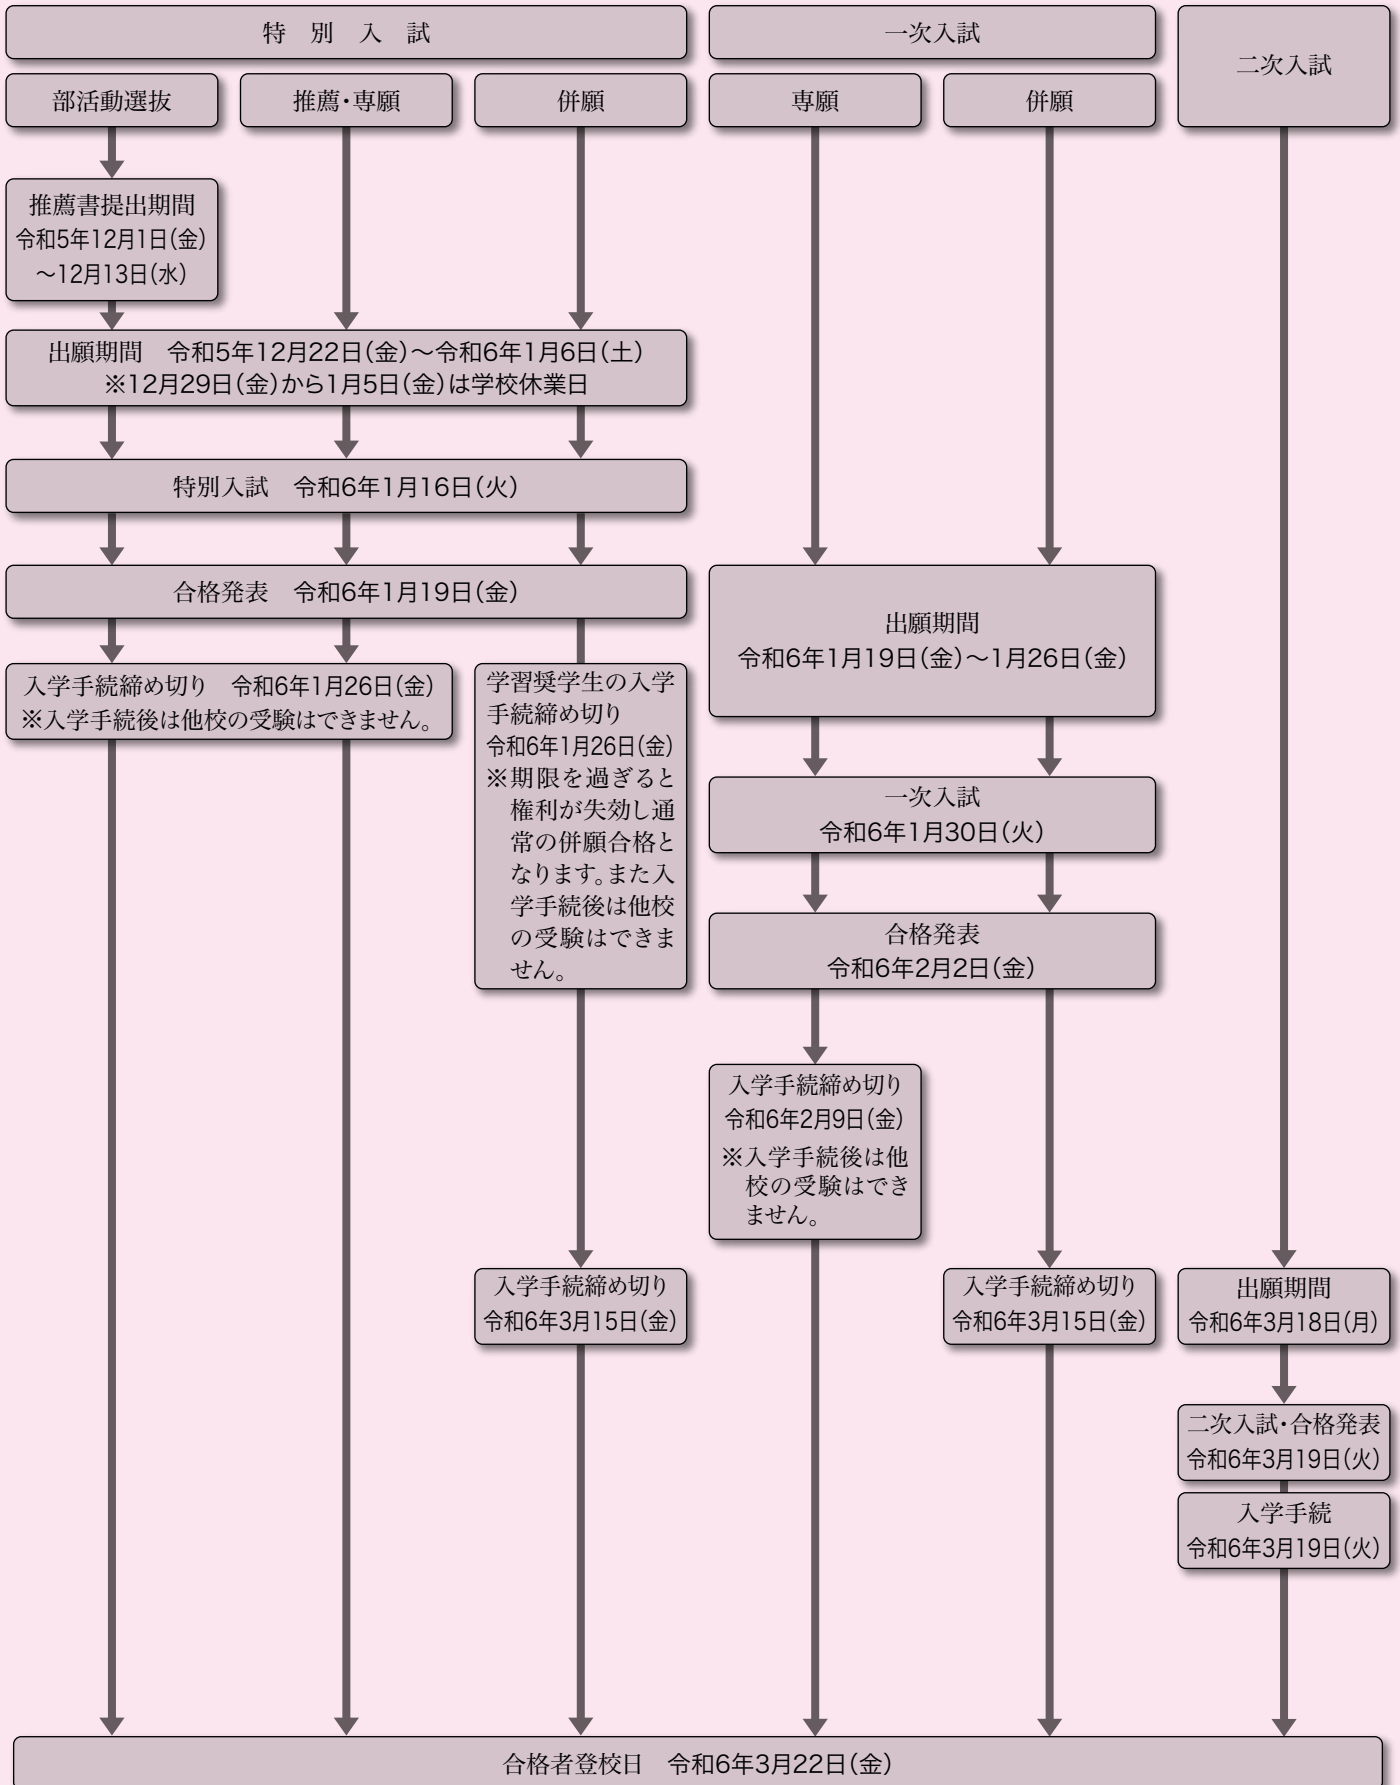 特　別　入　試
部活動選抜
推薦・専願
併願
推薦書提出期間
令和5年12月1日(金)
～12月13日(水)
出願期間　令和5年12月22日(金)～令和6年1月6日(土)
※12月29日(金)から1月5日(金)は学校休業日
特別入試　令和6年1月16日(火)
合格発表　令和6年1月19日(金)
入学手続締め切り　令和6年1月26日(金)
※入学手続後は他校の受験はできません。
学習奨学生の入学
手続締め切り
令和6年1月26日(金)
※期限を過ぎると
権利が失効し通
常の併願合格と
なります。また入
学手続後は他校
の受験はできま
せん。
入学手続締め切り
令和6年3月15日(金)
一次入試
専願
併願
出願期間
令和6年1月19日(金)～1月26日(金)
一次入試
令和6年1月30日(火)
合格発表
令和6年2月2日(金)
入学手続締め切り
令和6年2月9日(金)
※入学手続後は他
校の受験はでき
ません。
入学手続締め切り
令和6年3月15日(金)
二次入試
出願期間
令和6年3月18日(月)
二次入試・合格発表
令和6年3月19日(火)
入学手続
令和6年3月19日(火)
合格者登校日　令和6年3月22日(金)